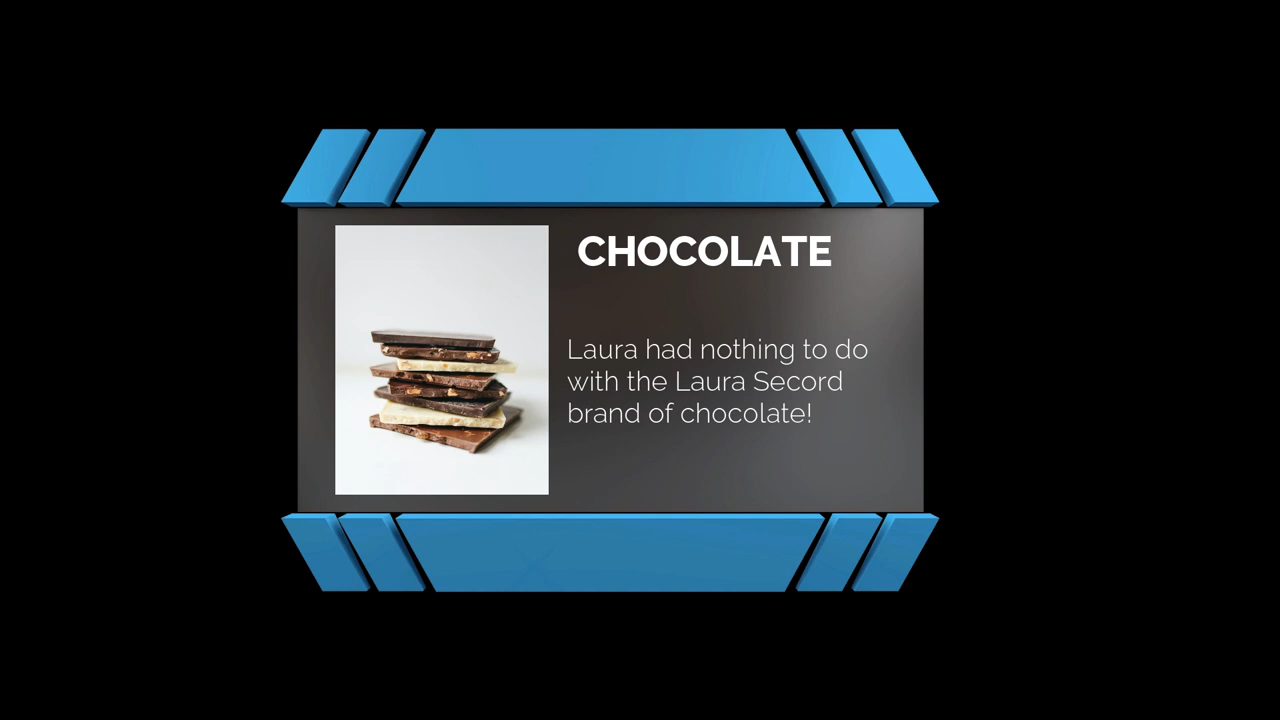 CHOCOLATE
Laura had nothing to do
with the Laura Secord
brand of chocolate!